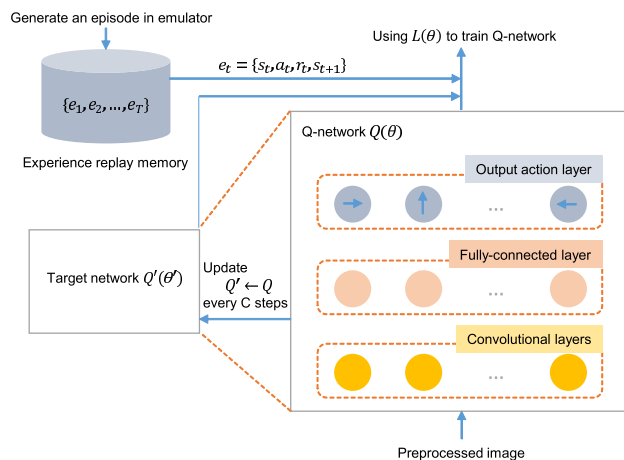 Generate an episode in emulator
Using L(θ) to train Q-network
e_t = {s_t,a_t,r_t,s_{t+1}}
{e_1,e_2,...,e_T}
Experience replay memory
Q-network Q(θ)
Output action layer
...
Target network Q′(θ′)
Update
Q′ ← Q
every C steps
Fully-connected layer
...
Convolutional layers
...
Preprocessed image